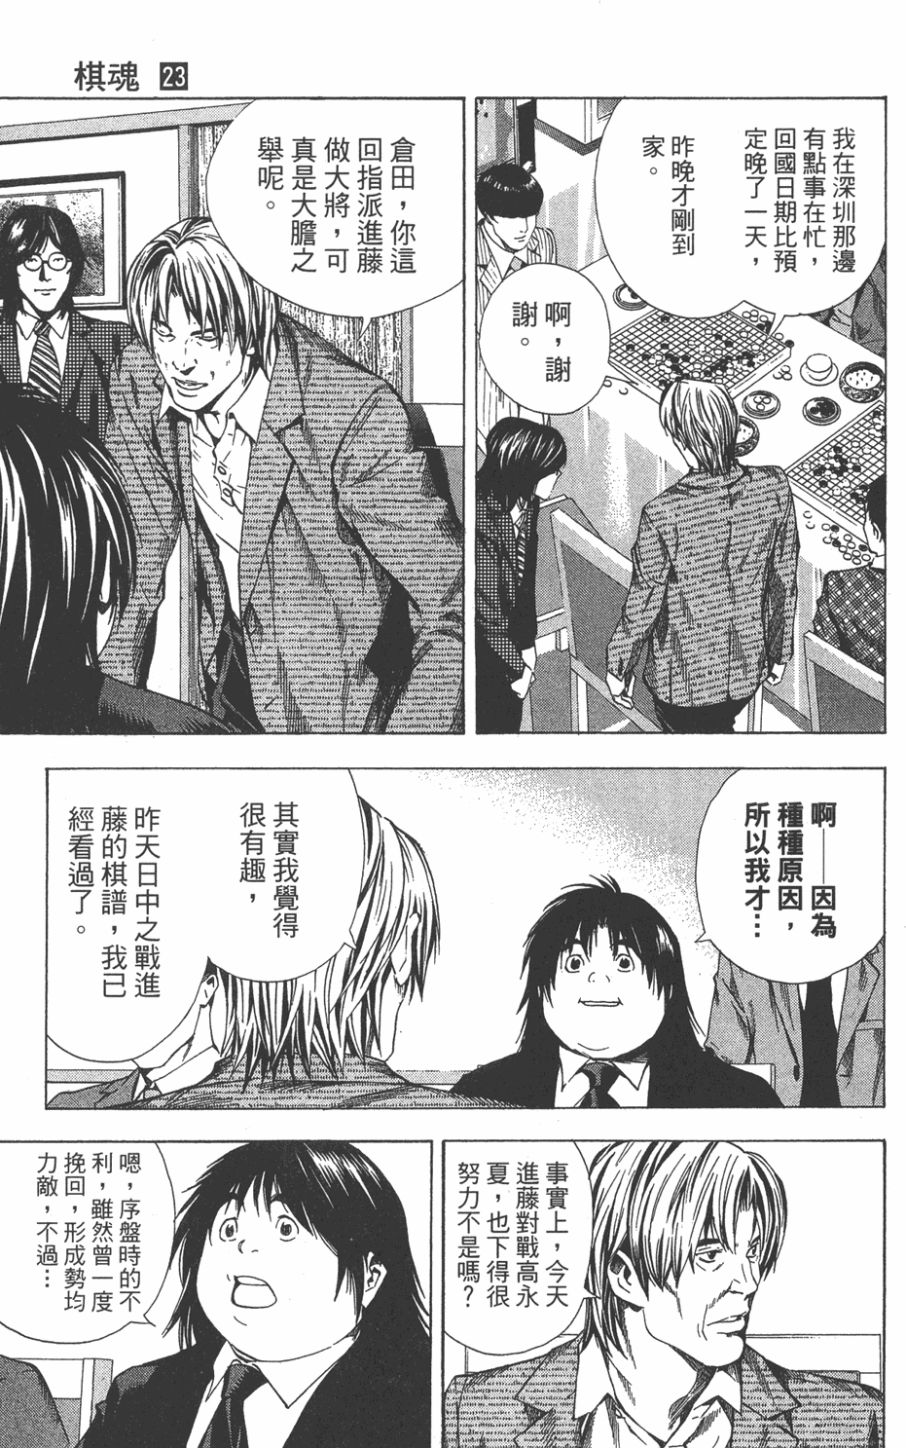 棋魂 23
我在深圳那邊
有點事在忙，
回國日期比預
定晚了一天，
昨晚才剛到
家。
啊，謝
謝。
倉田，你這
回指派進藤
做大將，可
真是大膽之
舉呢。
啊──因為
種種原因，
所以我才…
其實我覺得
很有趣，
昨天日中之戰進
藤的棋譜，我已
經看過了。
事實上，今天
進藤對戰高永
夏，也下得很
努力不是嗎？
嗯，序盤時的不
利，雖然曾一度
挽回，形成勢均
力敵，不過…